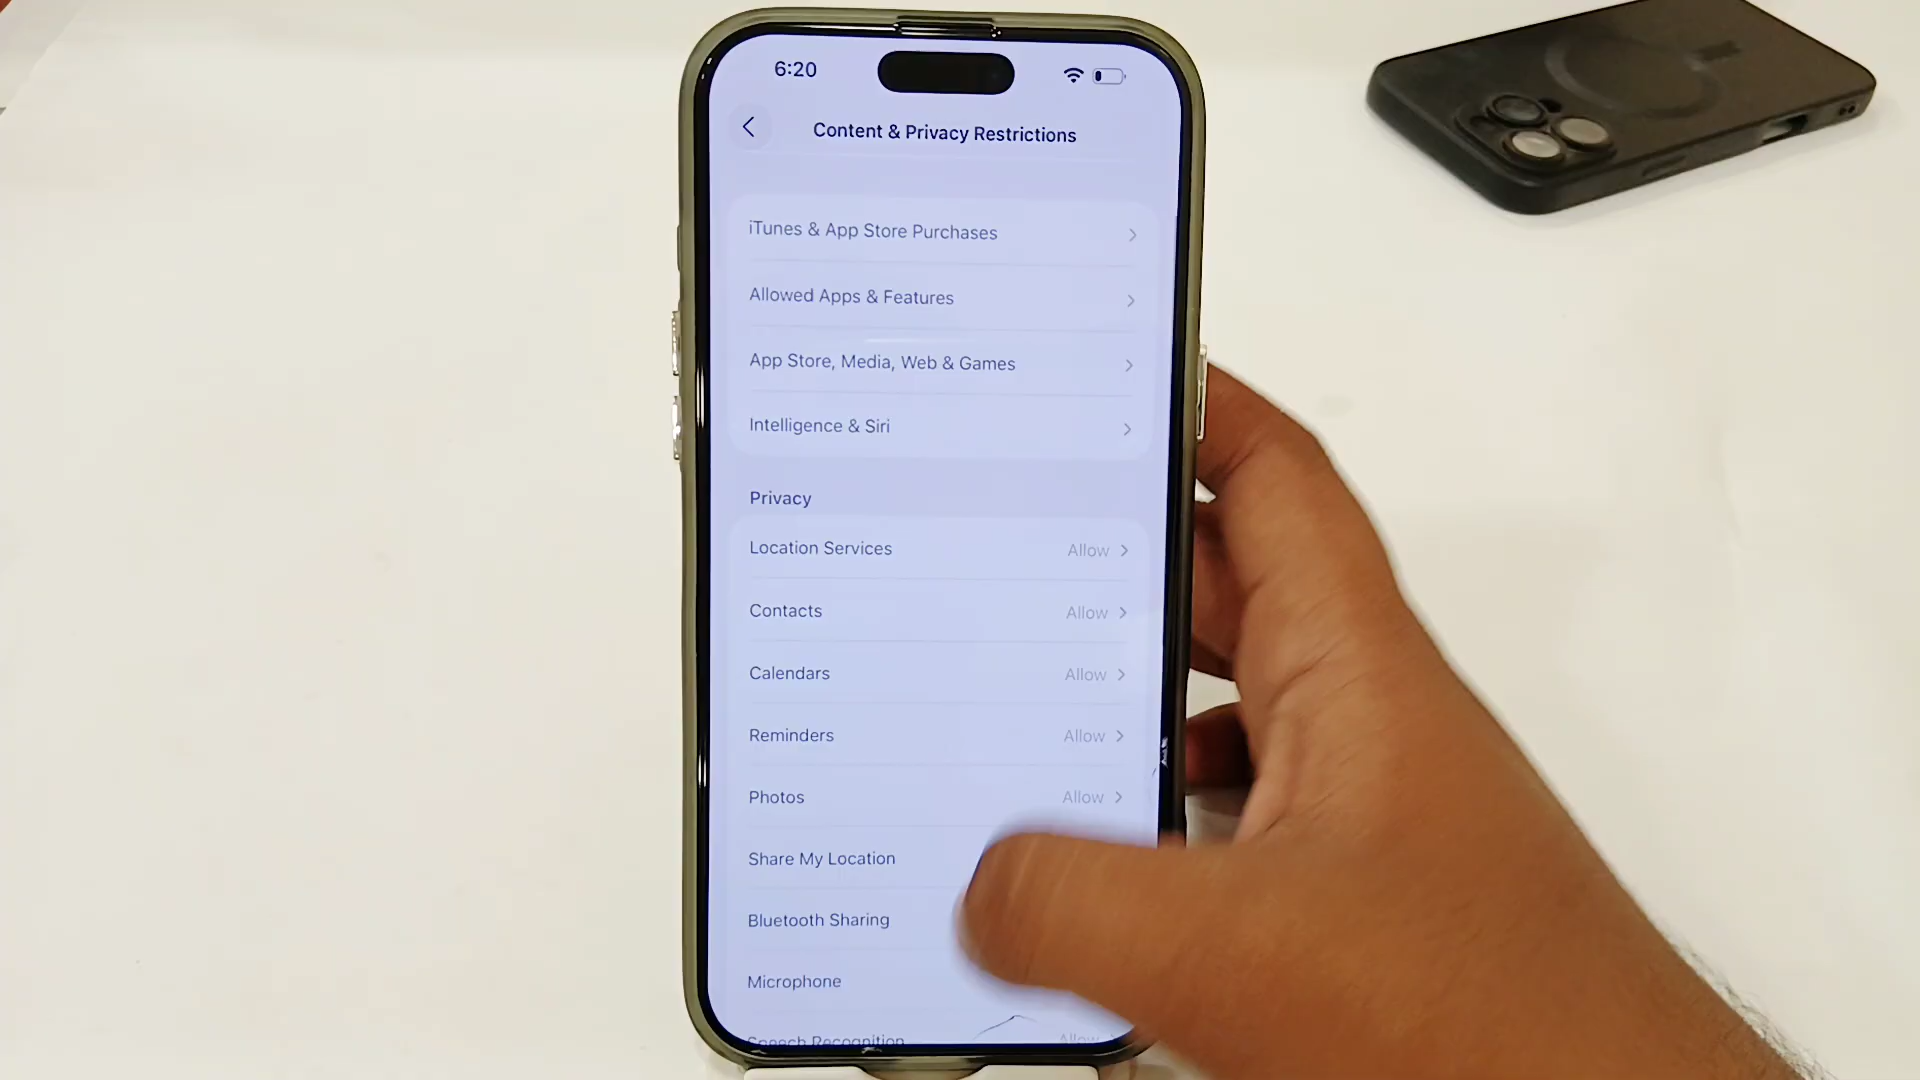 6:20
Content & Privacy Restrictions
iTunes & App Store Purchases
Allowed Apps & Features
App Store, Media, Web & Games
Intelligence & Siri
Privacy
Location Services Allow
Contacts Allow
Calendars Allow
Reminders Allow
Photos Allow
Share My Location
Bluetooth Sharing
Microphone
Speech Recognition Allow